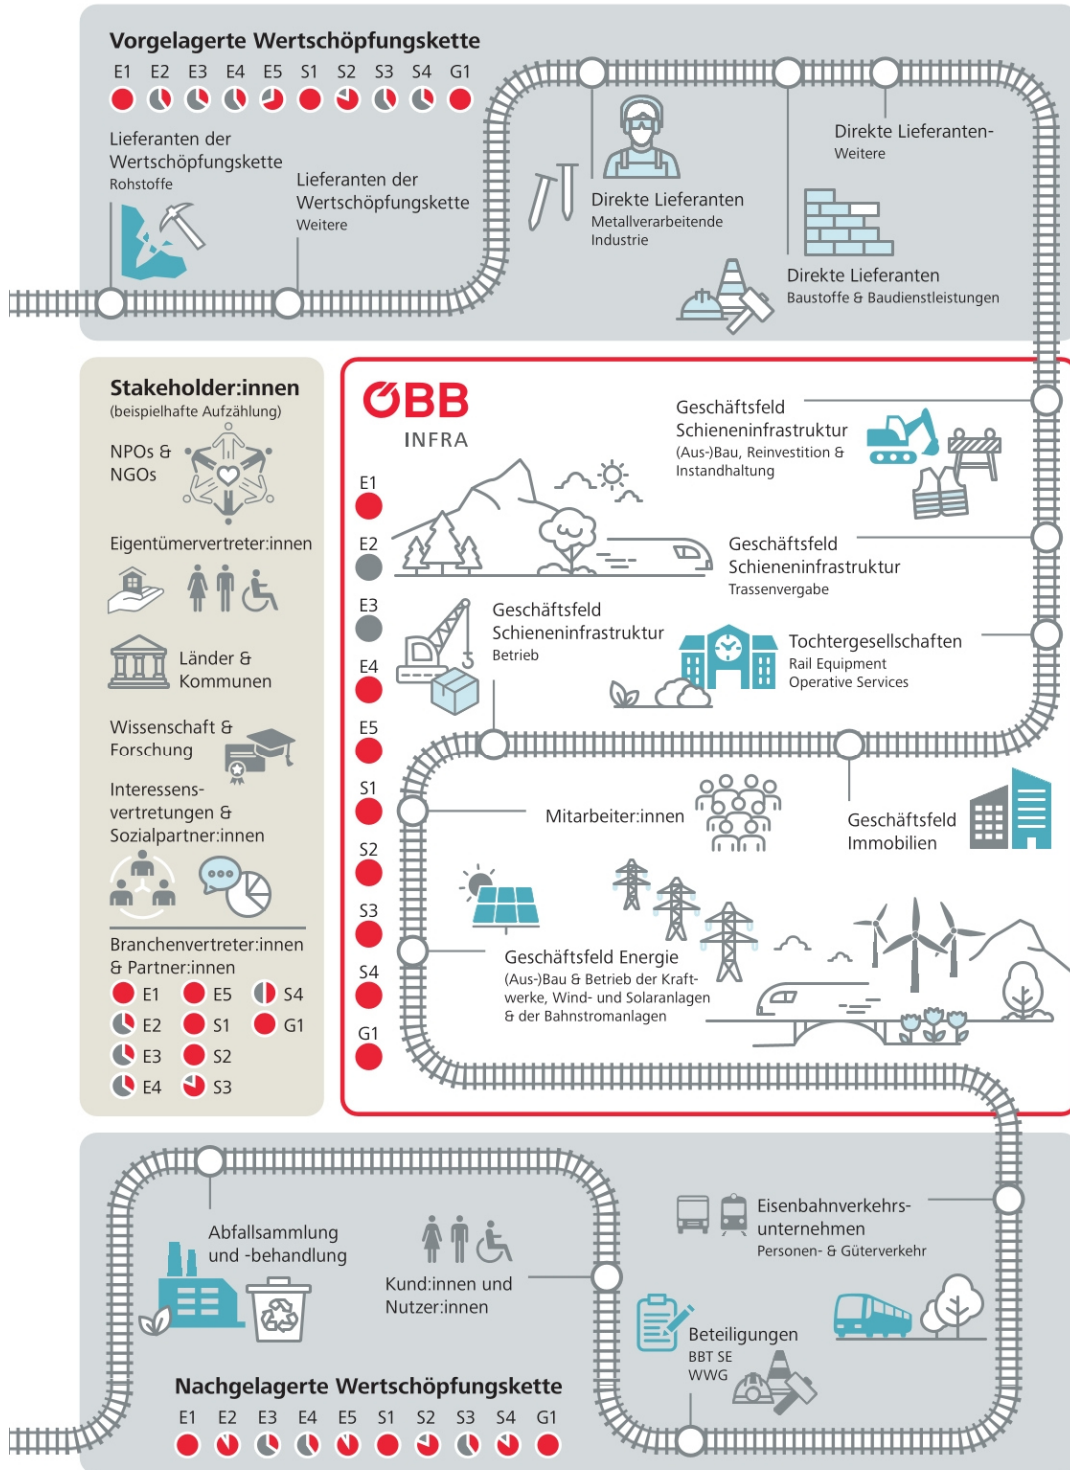 Vorgelagerte Wertschöpfungskette
E1 E2 E3 E4 E5 S1 S2 S3 S4 G1
Lieferanten der
Wertschöpfungskette
Rohstoffe
Lieferanten der
Wertschöpfungskette
Weitere
Direkte Lieferanten
Metallverarbeitende
Industrie
Direkte Lieferanten-
Weitere
Direkte Lieferanten
Baustoffe & Baudienstleistungen
Stakeholder:innen
(beispielhafte Aufzählung)
NPOs &
NGOs
Eigentümervertreter:innen
Länder &
Kommunen
Wissenschaft &
Forschung
Interessens-
vertretungen &
Sozialpartner:innen
Branchenvertreter:innen
& Partner:innen
E1 E5 S4
E2 S1 G1
E3 S2
E4 S3
ÖBB
INFRA
E1
E2
E3
E4
E5
S1
S2
S3
S4
G1
Geschäftsfeld
Schieneninfrastruktur
(Aus-)Bau, Reinvestition &
Instandhaltung
Geschäftsfeld
Schieneninfrastruktur
Trassenvergabe
Geschäftsfeld
Schieneninfrastruktur
Betrieb
Tochtergesellschaften
Rail Equipment
Operative Services
Mitarbeiter:innen
Geschäftsfeld
Immobilien
Geschäftsfeld Energie
(Aus-)Bau & Betrieb der Kraft-
werke, Wind- und Solaranlagen
& der Bahnstromanlagen
Abfallsammlung
und -behandlung
Kund:innen und
Nutzer:innen
Eisenbahnverkehrs-
unternehmen
Personen- & Güterverkehr
Beteiligungen
BBT SE
WWG
Nachgelagerte Wertschöpfungskette
E1 E2 E3 E4 E5 S1 S2 S3 S4 G1